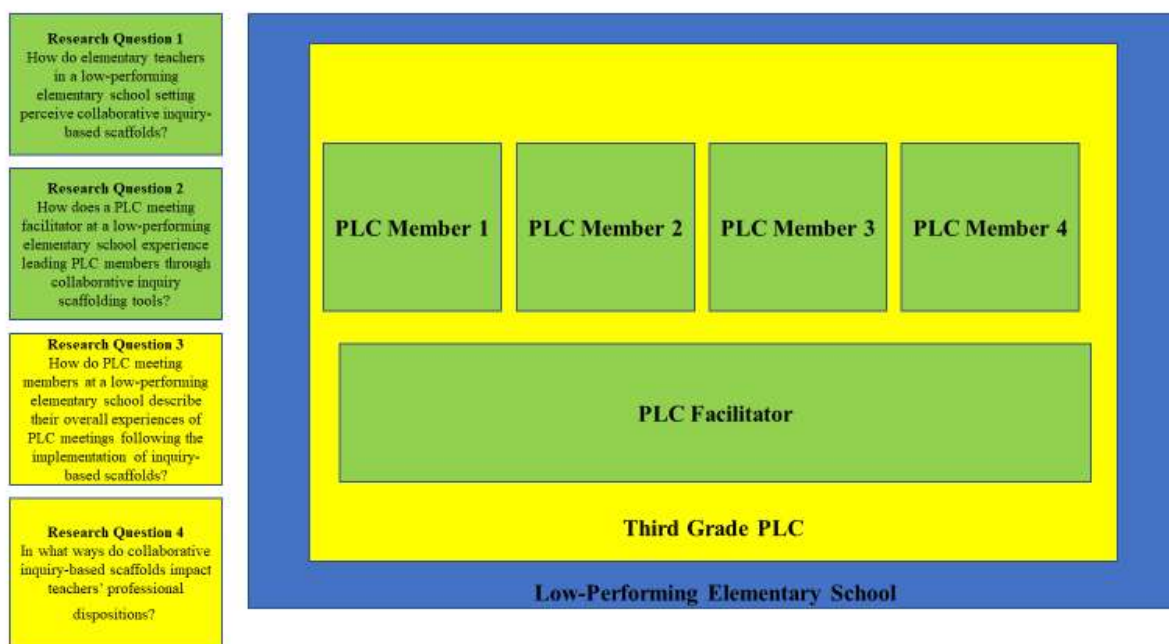 Research Question 1
How do elementary teachers
in a low-performing
elementary school setting
perceive collaborative inquiry-
based scaffolds?
Research Question 2
How does a PLC meeting
facilitator at a low-performing
elementary school experience
leading PLC members through
collaborative inquiry
scaffolding tools?
Research Question 3
How do PLC meeting
members at a low-performing
elementary school describe
their overall experiences of
PLC meetings following the
implementation of inquiry-
based scaffolds?
Research Question 4
In what ways do collaborative
inquiry-based scaffolds impact
teachers' professional
dispositions?
PLC Member 1
PLC Member 2
PLC Member 3
PLC Member 4
PLC Facilitator
Third Grade PLC
Low-Performing Elementary School